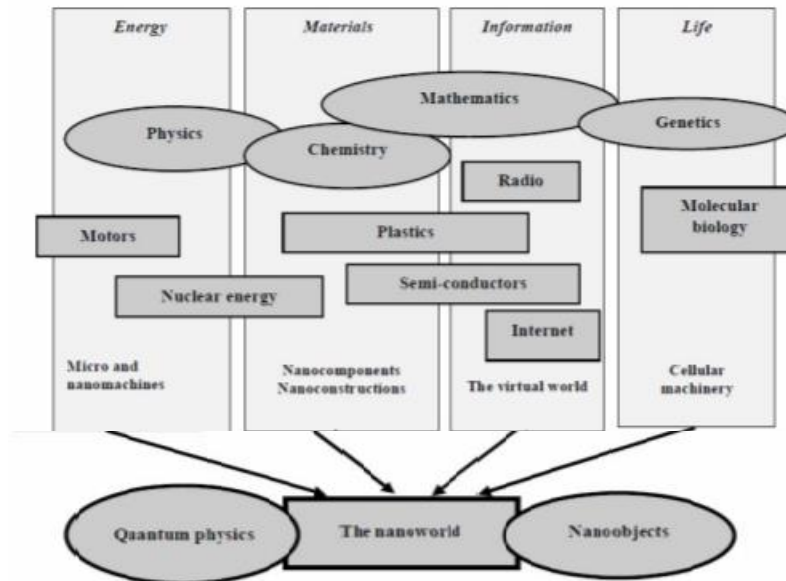 Energy
Materials
Information
Life
Mathematics
Physics
Genetics
Chemistry
Radio
Molecular
biology
Motors
Plastics
Semi-conductors
Nuclear energy
Internet
Micro and
nanomachines
Nanocomponents
Nanoconstructions
The virtual world
Cellular
machinery
Quantum physics
The nanoworld
Nanoobjects